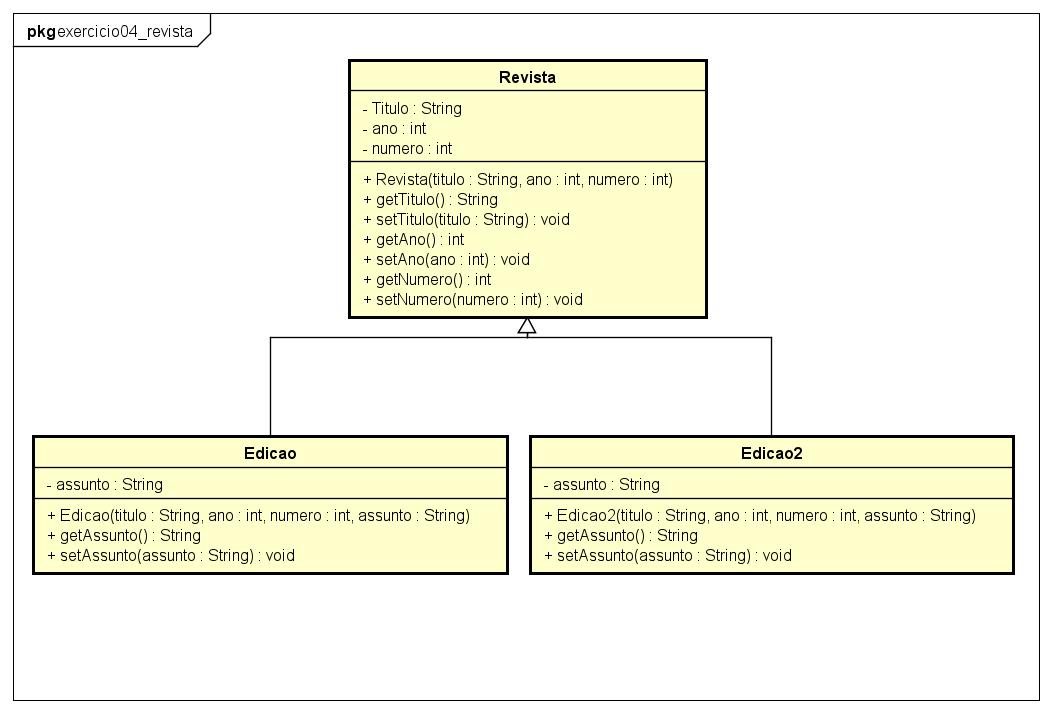 pkg exercicio04_revista
Revista
- Titulo : String
- ano : int
- numero : int
+ Revista(titulo : String, ano : int, numero : int)
+ getTitulo() : String
+ setTitulo(titulo : String) : void
+ getAno() : int
+ setAno(ano : int) : void
+ getNumero() : int
+ setNumero(numero : int) : void
Edicao
- assunto : String
+ Edicao(titulo : String, ano : int, numero : int, assunto : String)
+ getAssunto() : String
+ setAssunto(assunto : String) : void
Edicao2
- assunto : String
+ Edicao2(titulo : String, ano : int, numero : int, assunto : String)
+ getAssunto() : String
+ setAssunto(assunto : String) : void